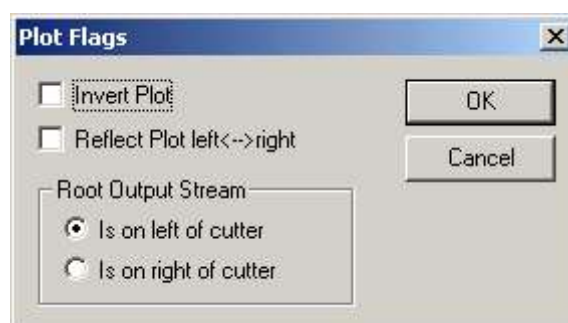 Plot Flags
Invert Plot
OK
Reflect Plot left<-->right
Cancel
Root Output Stream
Is on left of cutter
Is on right of cutter